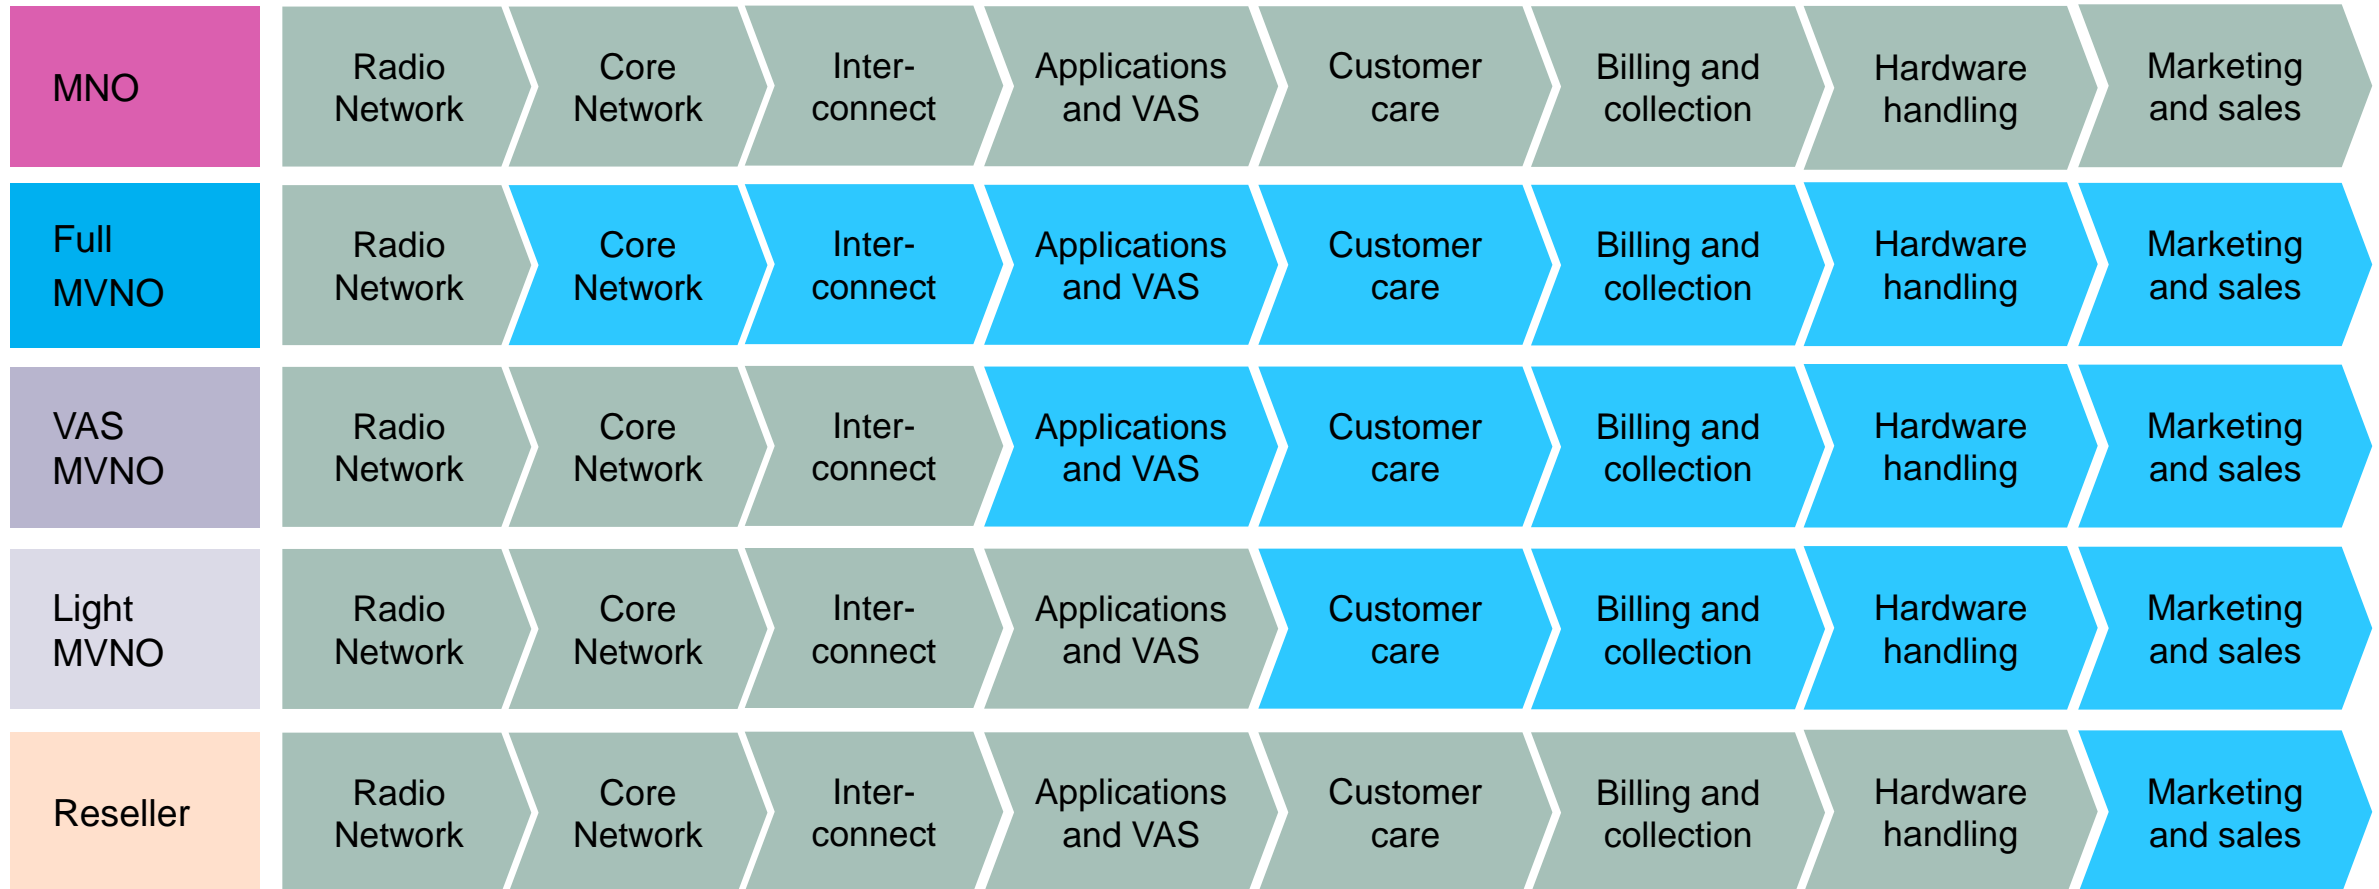 MNO
Radio
Network
Core
Network
Inter-
connect
Applications
and VAS
Customer
care
Billing and
collection
Hardware
handling
Marketing
and sales
Full
MVNO
Radio
Network
Core
Network
Inter-
connect
Applications
and VAS
Customer
care
Billing and
collection
Hardware
handling
Marketing
and sales
VAS
MVNO
Radio
Network
Core
Network
Inter-
connect
Applications
and VAS
Customer
care
Billing and
collection
Hardware
handling
Marketing
and sales
Light
MVNO
Radio
Network
Core
Network
Inter-
connect
Applications
and VAS
Customer
care
Billing and
collection
Hardware
handling
Marketing
and sales
Reseller
Radio
Network
Core
Network
Inter-
connect
Applications
and VAS
Customer
care
Billing and
collection
Hardware
handling
Marketing
and sales